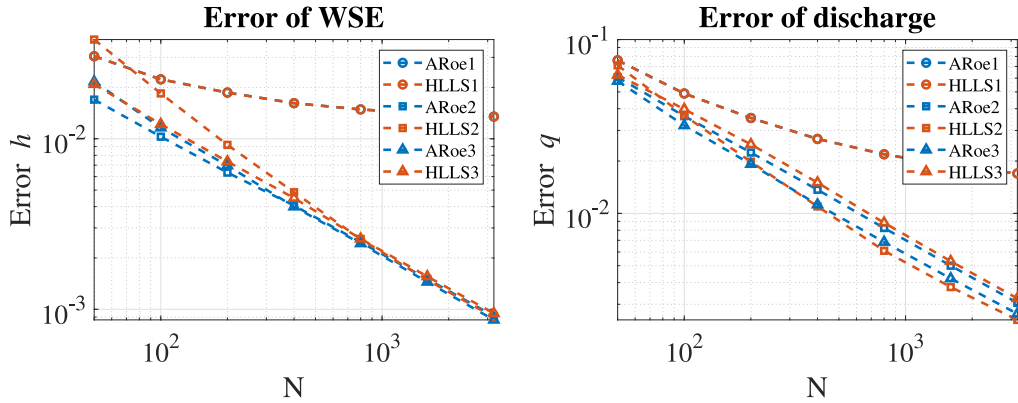 Error of WSE
Error h
10^-2
10^-3
10^2
10^3
N
ARoe1
HLLS1
ARoe2
HLLS2
ARoe3
HLLS3
Error of discharge
Error q
10^-1
10^-2
10^2
10^3
N
ARoe1
HLLS1
ARoe2
HLLS2
ARoe3
HLLS3